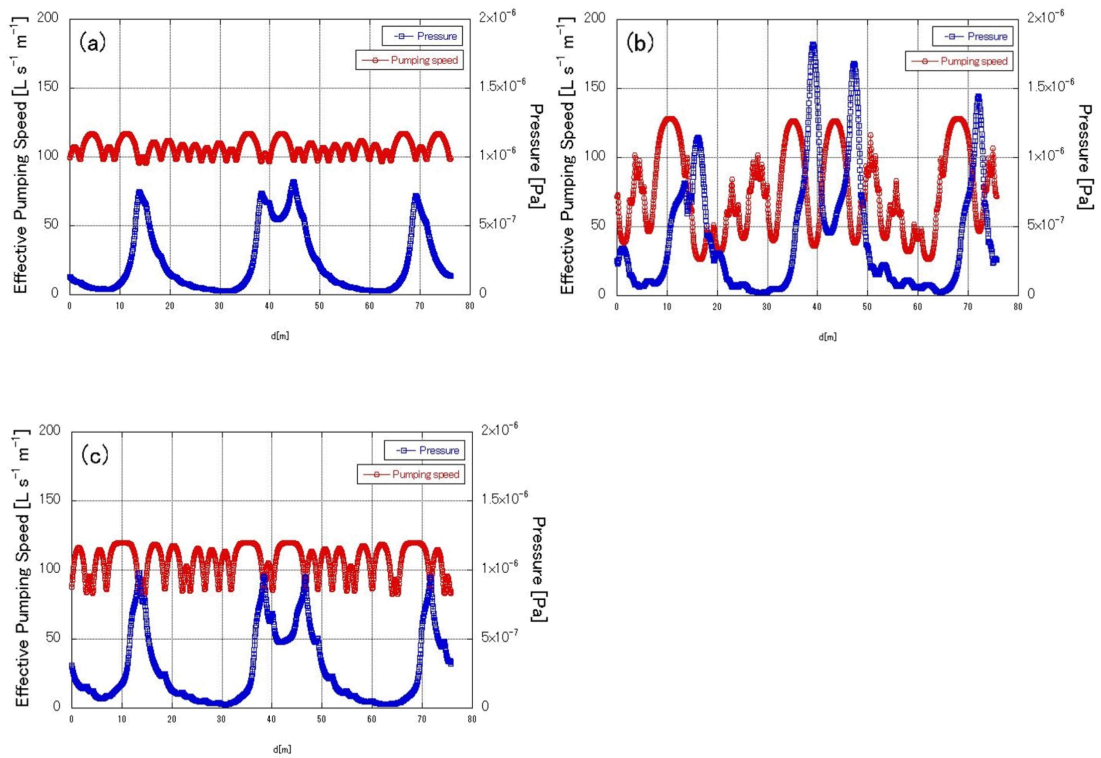 Effective Pumping Speed [L s⁻¹ m⁻¹]
200
150
100
50
0
(a)
Pressure
Pumping speed
2×10⁻⁶
1.5×10⁻⁶
1×10⁻⁶
5×10⁻⁷
0
Pressure [Pa]
0 10 20 30 40 50 60 70 80
d[m]
Effective Pumping Speed [L s⁻¹ m⁻¹]
200
150
100
50
0
(b)
Pressure
Pumping speed
2×10⁻⁶
1.5×10⁻⁶
1×10⁻⁶
5×10⁻⁷
0
Pressure [Pa]
0 10 20 30 40 50 60 70 80
d[m]
Effective Pumping Speed [L s⁻¹ m⁻¹]
200
150
100
50
0
(c)
Pressure
Pumping speed
2×10⁻⁶
1.5×10⁻⁶
1×10⁻⁶
5×10⁻⁷
0
Pressure [Pa]
0 10 20 30 40 50 60 70 80
d[m]